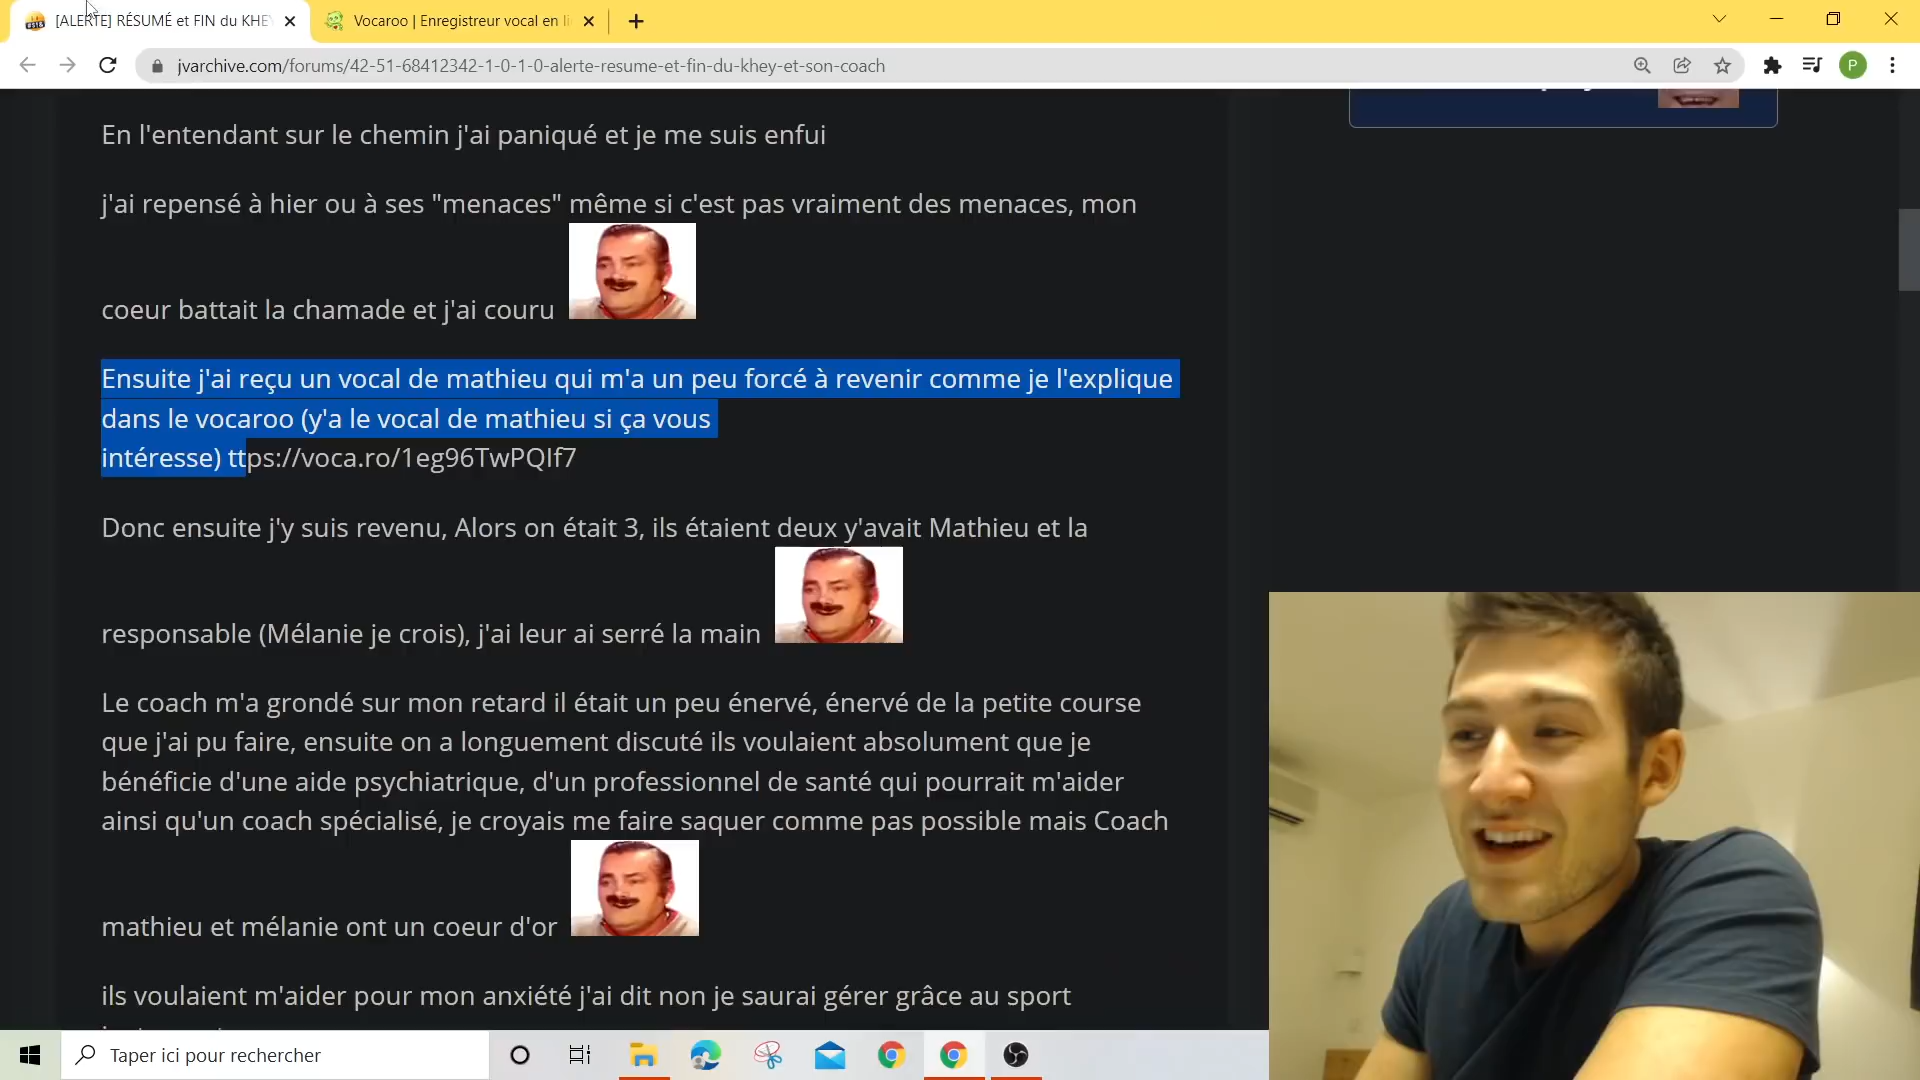 [ALERTE] RÉSUMÉ et FIN du KHE
Vocaroo | Enregistreur vocal en li
jvarchive.com/forums/42-51-68412342-1-0-1-0-alerte-resume-et-fin-du-khey-et-son-coach
P
En l'entendant sur le chemin j'ai paniqué et je me suis enfui
j'ai repensé à hier ou à ses "menaces" même si c'est pas vraiment des menaces, mon
coeur battait la chamade et j'ai couru
Ensuite j'ai reçu un vocal de mathieu qui m'a un peu forcé à revenir comme je l'explique
dans le vocaroo (y'a le vocal de mathieu si ça vous
intéresse) ttps://voca.ro/1eg96TwPQIf7
Donc ensuite j'y suis revenu, Alors on était 3, ils étaient deux y'avait Mathieu et la
responsable (Mélanie je crois), j'ai leur ai serré la main
Le coach m'a grondé sur mon retard il était un peu énervé, énervé de la petite course
que j'ai pu faire, ensuite on a longuement discuté ils voulaient absolument que je
bénéficie d'une aide psychiatrique, d'un professionnel de santé qui pourrait m'aider
ainsi qu'un coach spécialisé, je croyais me faire saquer comme pas possible mais Coach
mathieu et mélanie ont un coeur d'or
ils voulaient m'aider pour mon anxiété j'ai dit non je saurai gérer grâce au sport
Taper ici pour rechercher